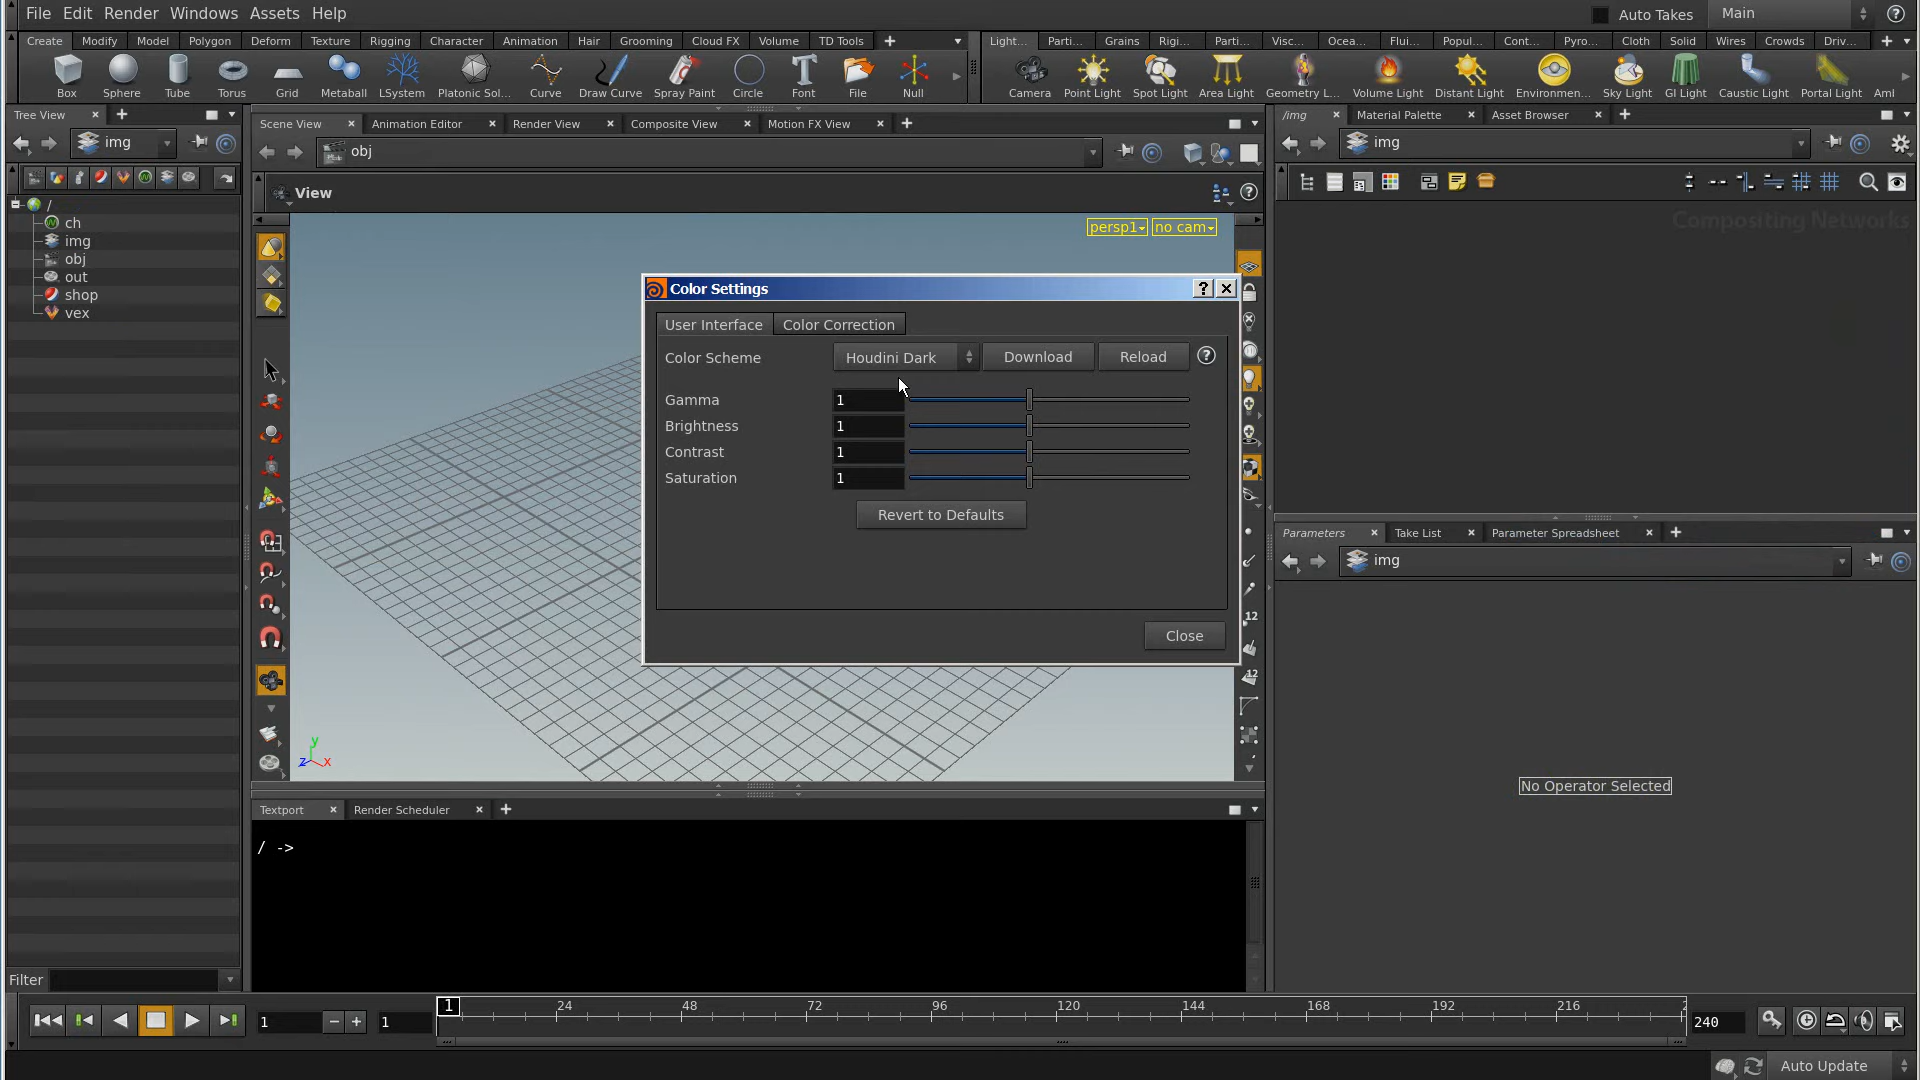 File Edit Render Windows Assets Help
Auto Takes Main
Create Modify Model Polygon Deform Texture Rigging Character Animation Hair Grooming Cloud FX Volume TD Tools
Light... Parti... Grains Rigi... Parti... Visc... Ocea... Flui... Popul... Cont... Pyro... Cloth Solid Wires Crowds Driv...
Box Sphere Tube Torus Grid Metaball LSystem Platonic Sol... Curve Draw Curve Spray Paint Circle Font File Null
Camera Point Light Spot Light Area Light Geometry L... Volume Light Distant Light Environmen... Sky Light GI Light Caustic Light Portal Light Aml
Tree View
Scene View Animation Editor Render View Composite View Motion FX View
/img Material Palette Asset Browser
img
obj
img
View
/
ch
img
obj
out
shop
vex
persp1 no cam
Compositing Networks
Color Settings
User Interface Color Correction
Color Scheme Houdini Dark Download Reload
Gamma 1
Brightness 1
Contrast 1
Saturation 1
Revert to Defaults
Close
12
12
y
z x
Parameters Take List Parameter Spreadsheet
img
No Operator Selected
Textport Render Scheduler
/ ->
Filter
1 1 1 24 48 72 96 120 144 168 192 216 2 240
Auto Update